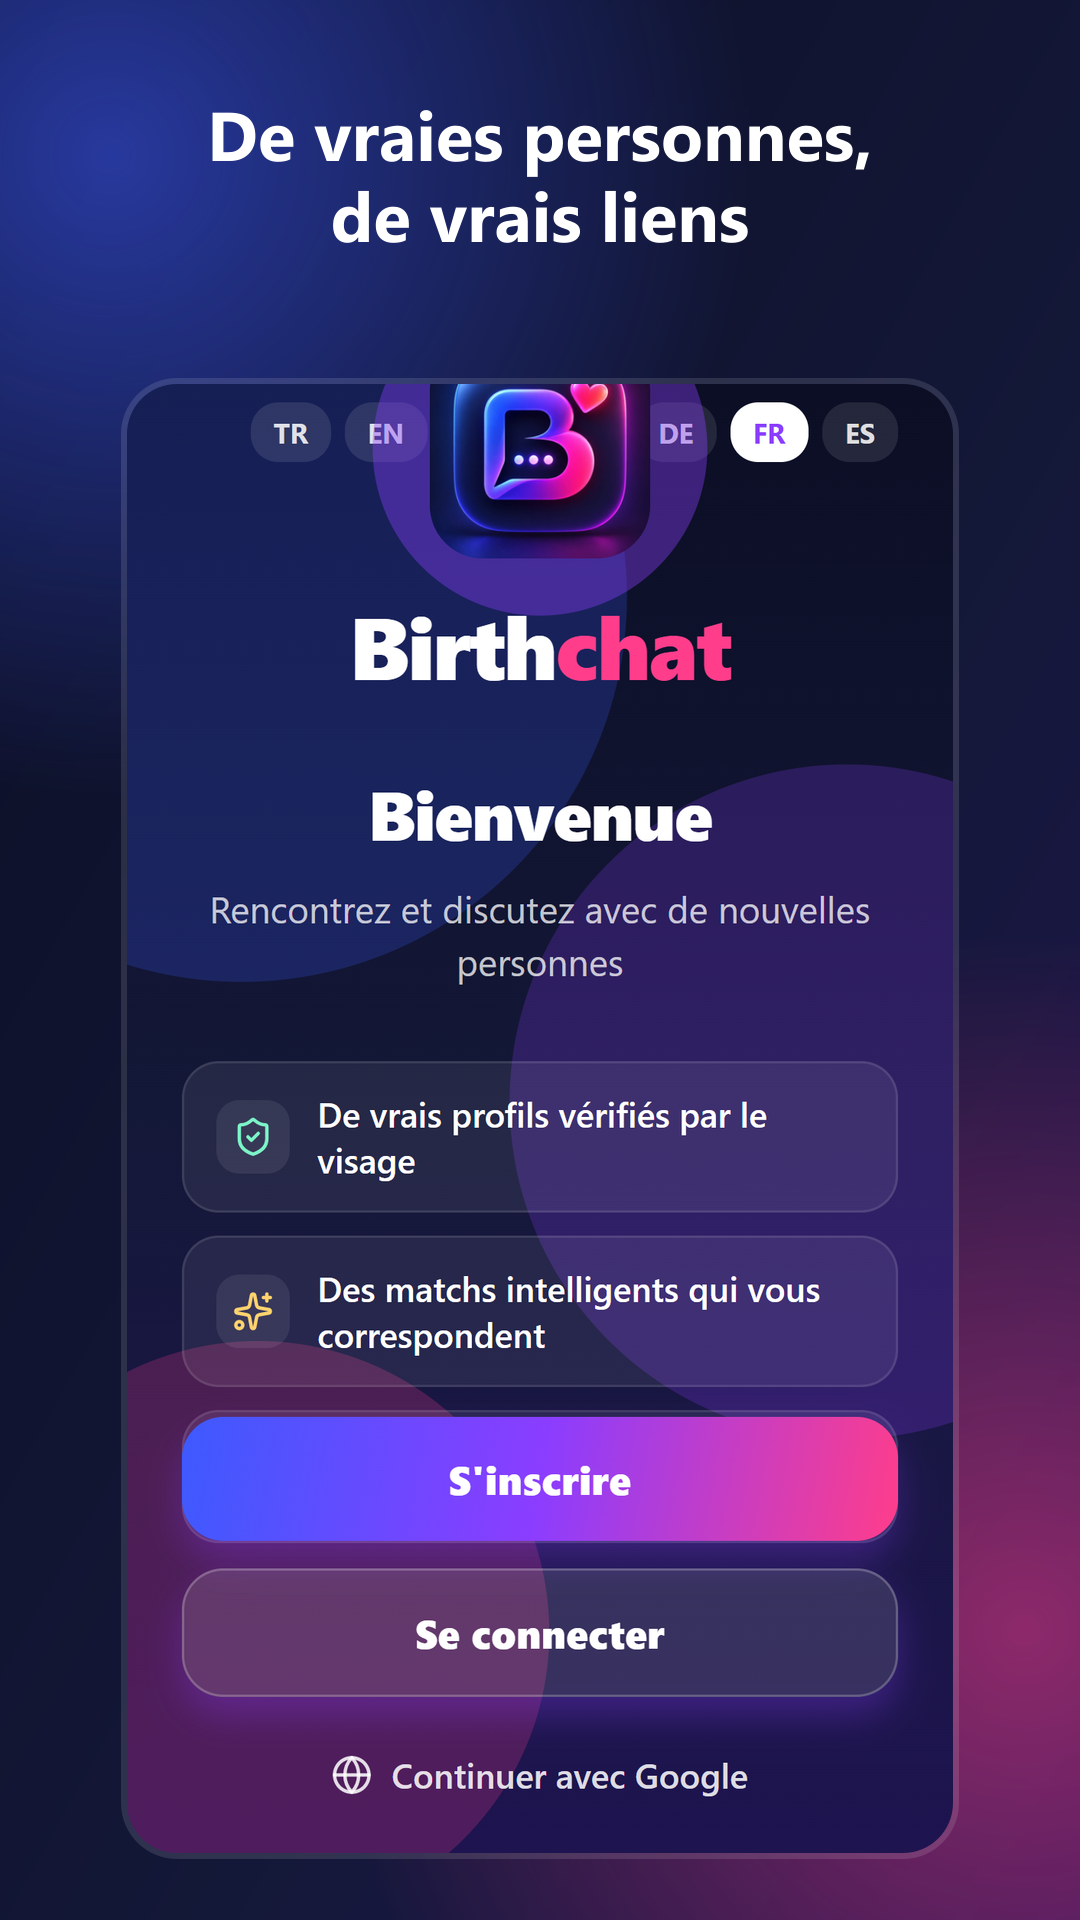 De vraies personnes,
de vrais liens
TR EN DE FR ES
B
Birthchat
Bienvenue
Rencontrez et discutez avec de nouvelles
personnes
De vrais profils vérifiés par le
visage
Des matchs intelligents qui vous
correspondent
S'inscrire
Se connecter
Continuer avec Google